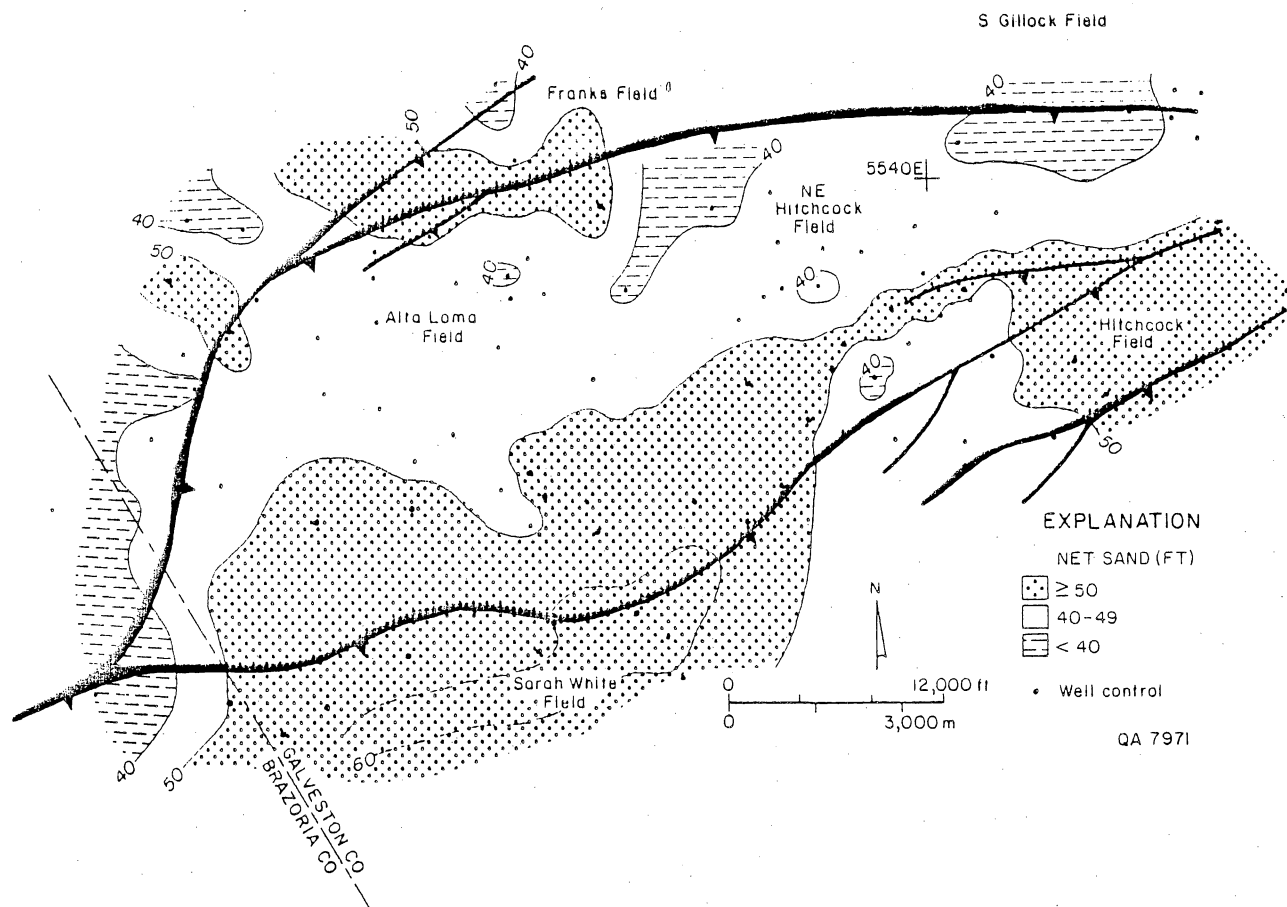 S Gillock Field
40
40
Franks Field
50
40
40
5540E
NE
Hitchcock
Field
40
50
40
40
Alta Loma
Field
Hitchcock
Field
40
50
EXPLANATION
NET SAND (FT)
≥ 50
40-49
< 40
N
Sarah White
Field
0 12,000 ft
0 3,000 m
Well control
QA 7971
60
40
50
GALVESTON CO
BRAZORIA CO